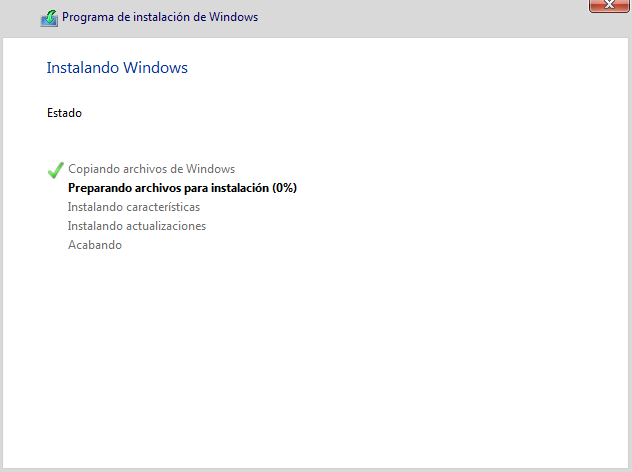 Programa de instalación de Windows
Instalando Windows
Estado
Copiando archivos de Windows
Preparando archivos para instalación (0%)
Instalando características
Instalando actualizaciones
Acabando